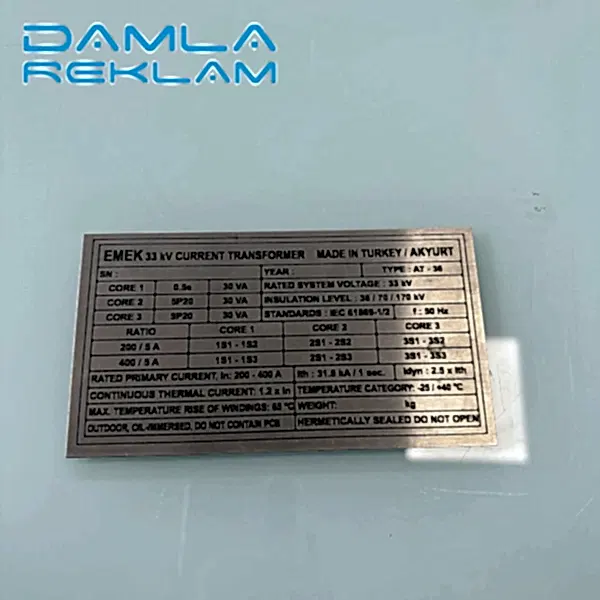 DAMLA
REKLAM
EMEK 33 kV CURRENT TRANSFORMER MADE IN TURKEY / AKYURT
SN : YEAR : TYPE : AT - 36
CORE 1 0.5s 30 VA RATED SYSTEM VOLTAGE : 33 kV
CORE 2 5P20 30 VA INSULATION LEVEL : 36 / 70 / 170 kV
CORE 3 5P20 30 VA STANDARDS : IEC 61869-1/2 f : 50 Hz
RATIO CORE 1 CORE 2 CORE 3
200 / 5 A 1S1 - 1S2 2S1 - 2S2 3S1 - 3S2
400 / 5 A 1S1 - 1S3 2S1 - 2S3 3S1 - 3S3
RATED PRIMARY CURRENT, In: 200 - 400 A Ith : 31.5 kA / 1 sec. Idyn : 2.5 x Ith
CONTINUOUS THERMAL CURRENT: 1.2 x In TEMPERATURE CATEGORY: -25 / +40 °C
MAX. TEMPERATURE RISE OF WINDINGS: 65 °C WEIGHT: kg
OUTDOOR, OIL-IMMERSED, DO NOT CONTAIN PCB HERMETICALLY SEALED DO NOT OPEN